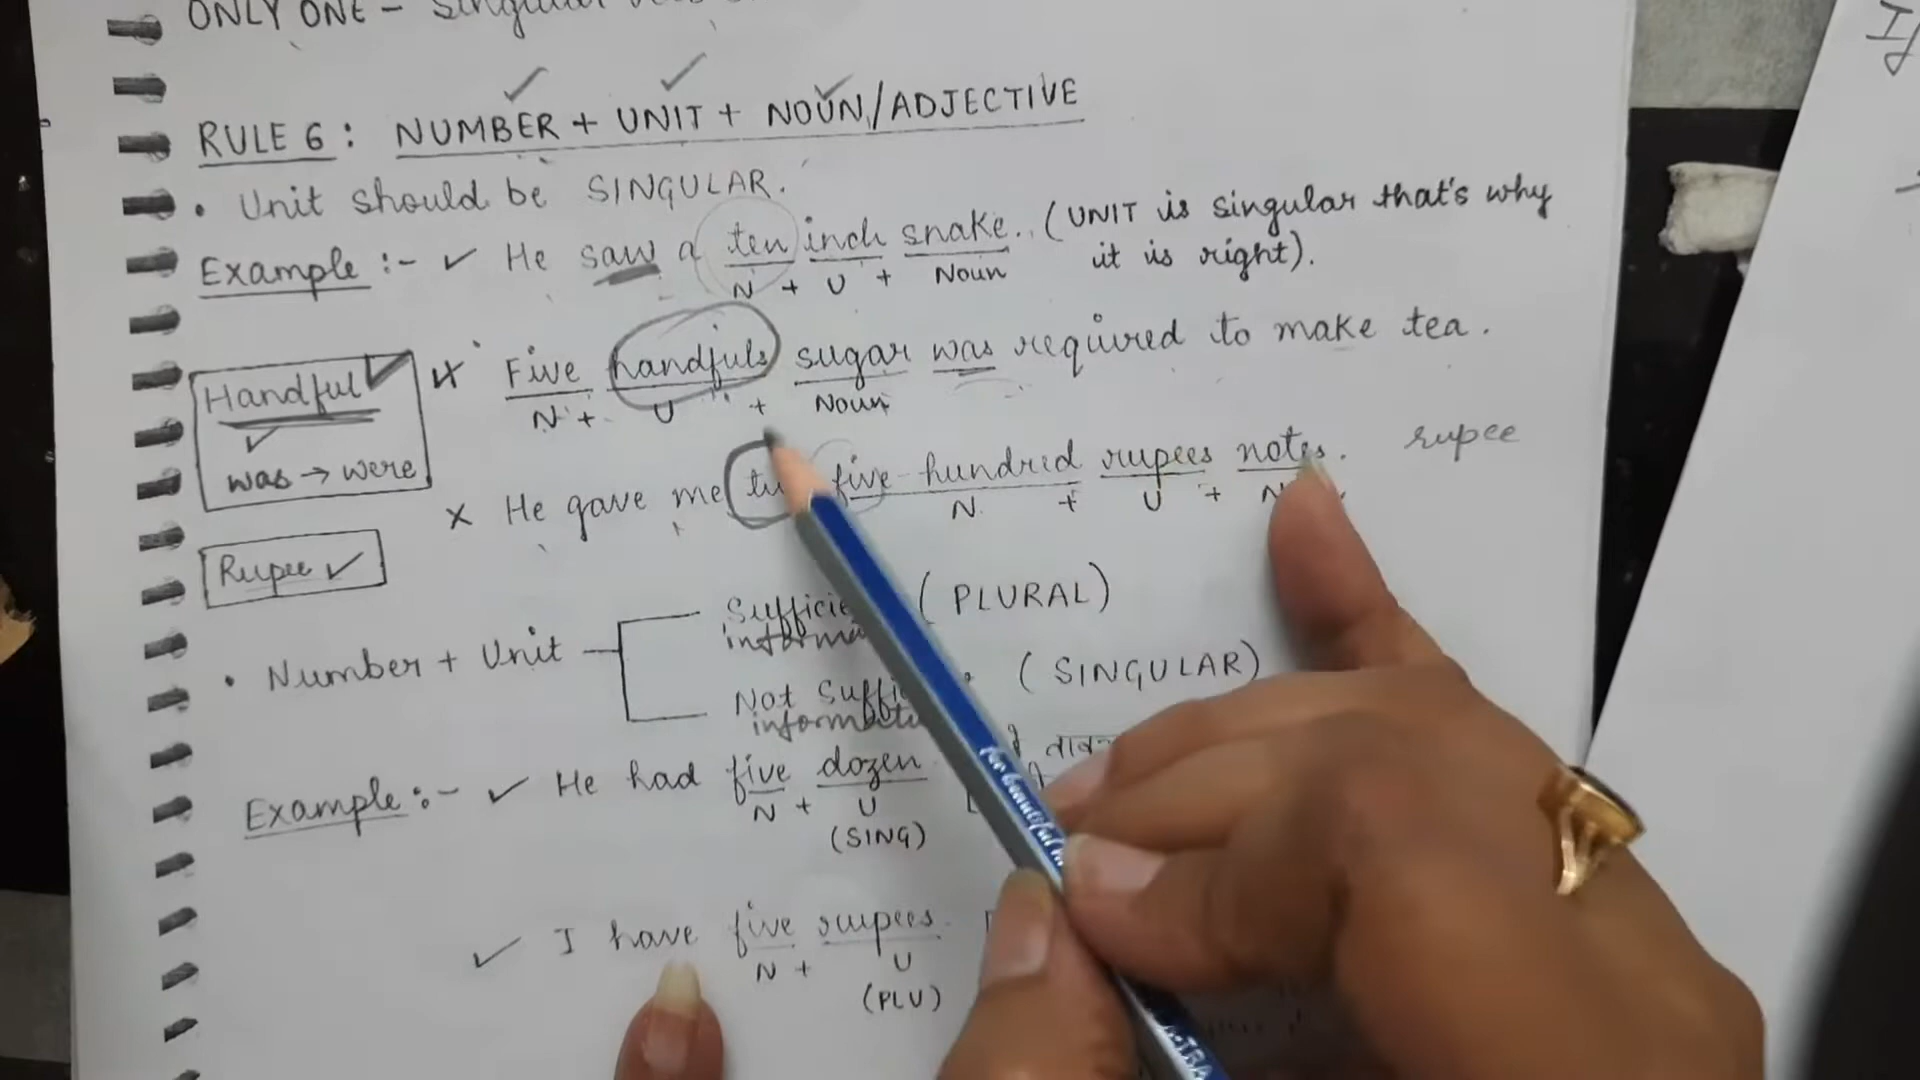 ONLY ONE - Singular
RULE 6 : NUMBER + UNIT + NOUN/ADJECTIVE
• Unit should be SINGULAR.
Example :- ✓ He saw a ten inch snake. (UNIT is singular that's why
it is right).
N + U + Noun
Handful ✓
✓
was → were
X Five handfuls sugar was required to make tea.
N + U + Noun
X He gave me five hundred rupees notes. rupee
N + U +
Rupee ✓
• Number + Unit
(PLURAL)
Not
(SINGULAR)
Example :- ✓ He had five dozen
N + U
(SING)
✓ I have five rupees.
N + U
(PLU)
For beautiful